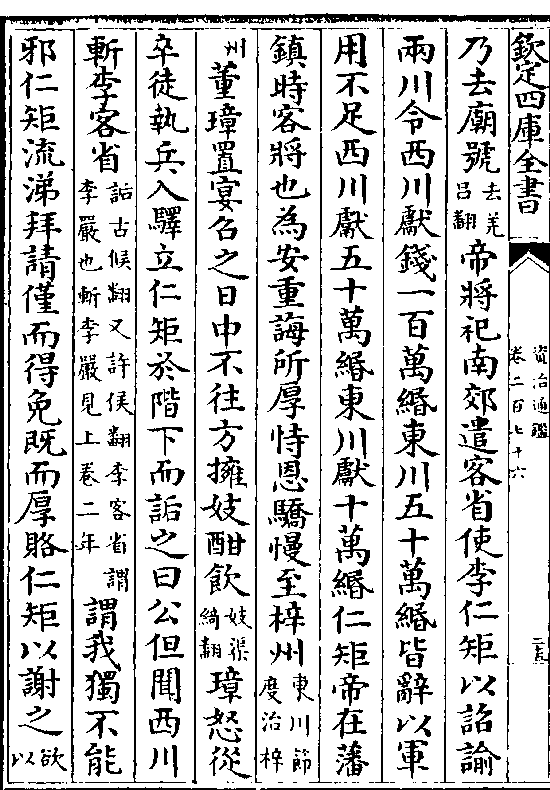 欽定四庫全書
資治通鑑
卷二百七十六
乃去廟號去羌呂翻帝將祀南郊遣客省使李仁矩以詔諭
兩川令西川獻錢一百萬緡東川五十萬緡皆辭以軍
用不足西川獻五十萬緡東川獻十萬緡仁矩帝在藩
鎮時客將也為安重誨所厚恃恩驕慢至梓州東川節度治梓
州董璋置宴召之日中不往方擁妓酣飲妓渠綺翻璋怒從
卒徒執兵入驛立仁矩於階下而詬之曰公但聞西川
斬李客省詬古候翻又許候翻李客省謂李嚴也斬李嚴見上卷二年謂我獨不能
邪仁矩流涕拜請僅而得免既而厚賂仁矩以謝之欲以